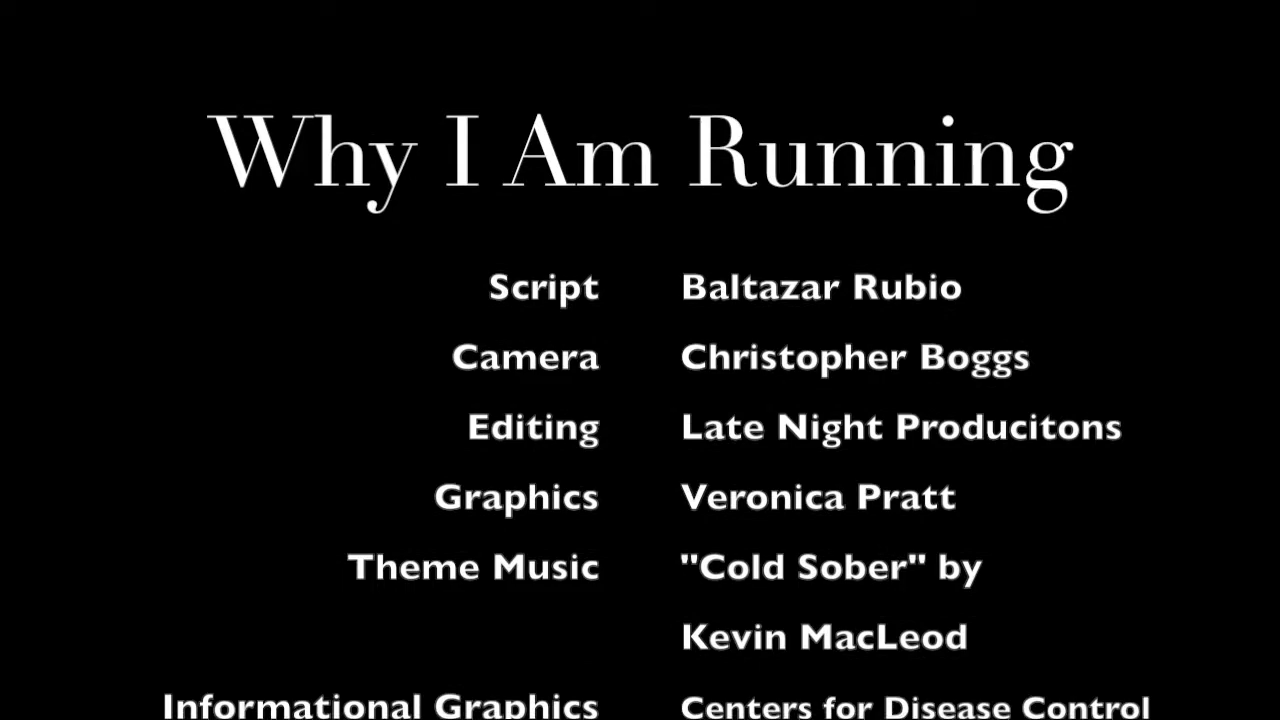 Why I Am Running
Script Baltazar Rubio
Camera Christopher Boggs
Editing Late Night Producitons
Graphics Veronica Pratt
Theme Music "Cold Sober" by
Kevin MacLeod
Informational Graphics Centers for Disease Control